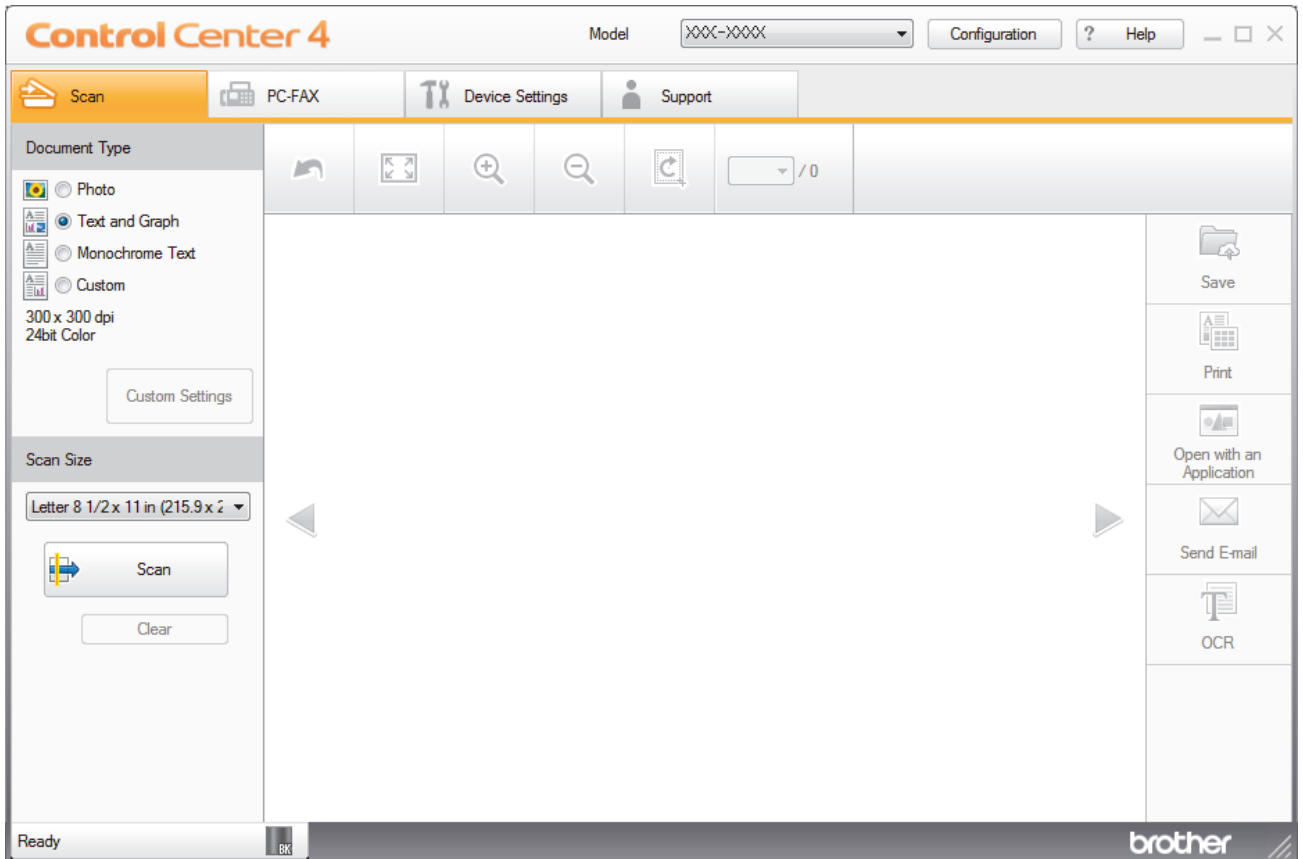 Control Center 4
Model
XXX-XXXX
Configuration
? Help
Scan
PC-FAX
Device Settings
Support
Document Type
Photo
Text and Graph
Monochrome Text
Custom
300 x 300 dpi
24bit Color
Custom Settings
/ 0
Scan Size
Letter 8 1/2 x 11 in (215.9 x 2
Scan
Clear
Save
Print
Open with an
Application
Send E-mail
OCR
Ready
BK
brother